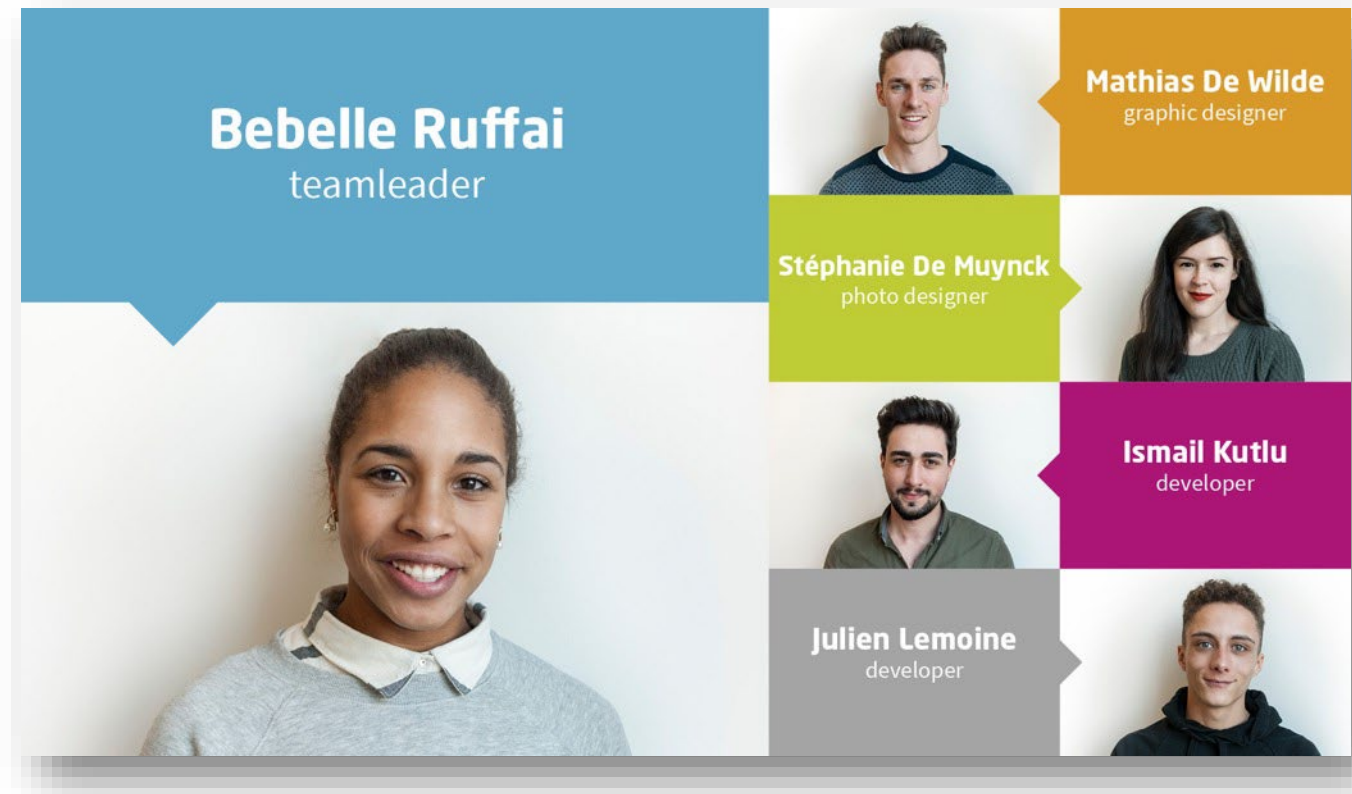 Bebelle Ruffai
teamleader
Mathias De Wilde
graphic designer
Stéphanie De Muynck
photo designer
Ismail Kutlu
developer
Julien Lemoine
developer